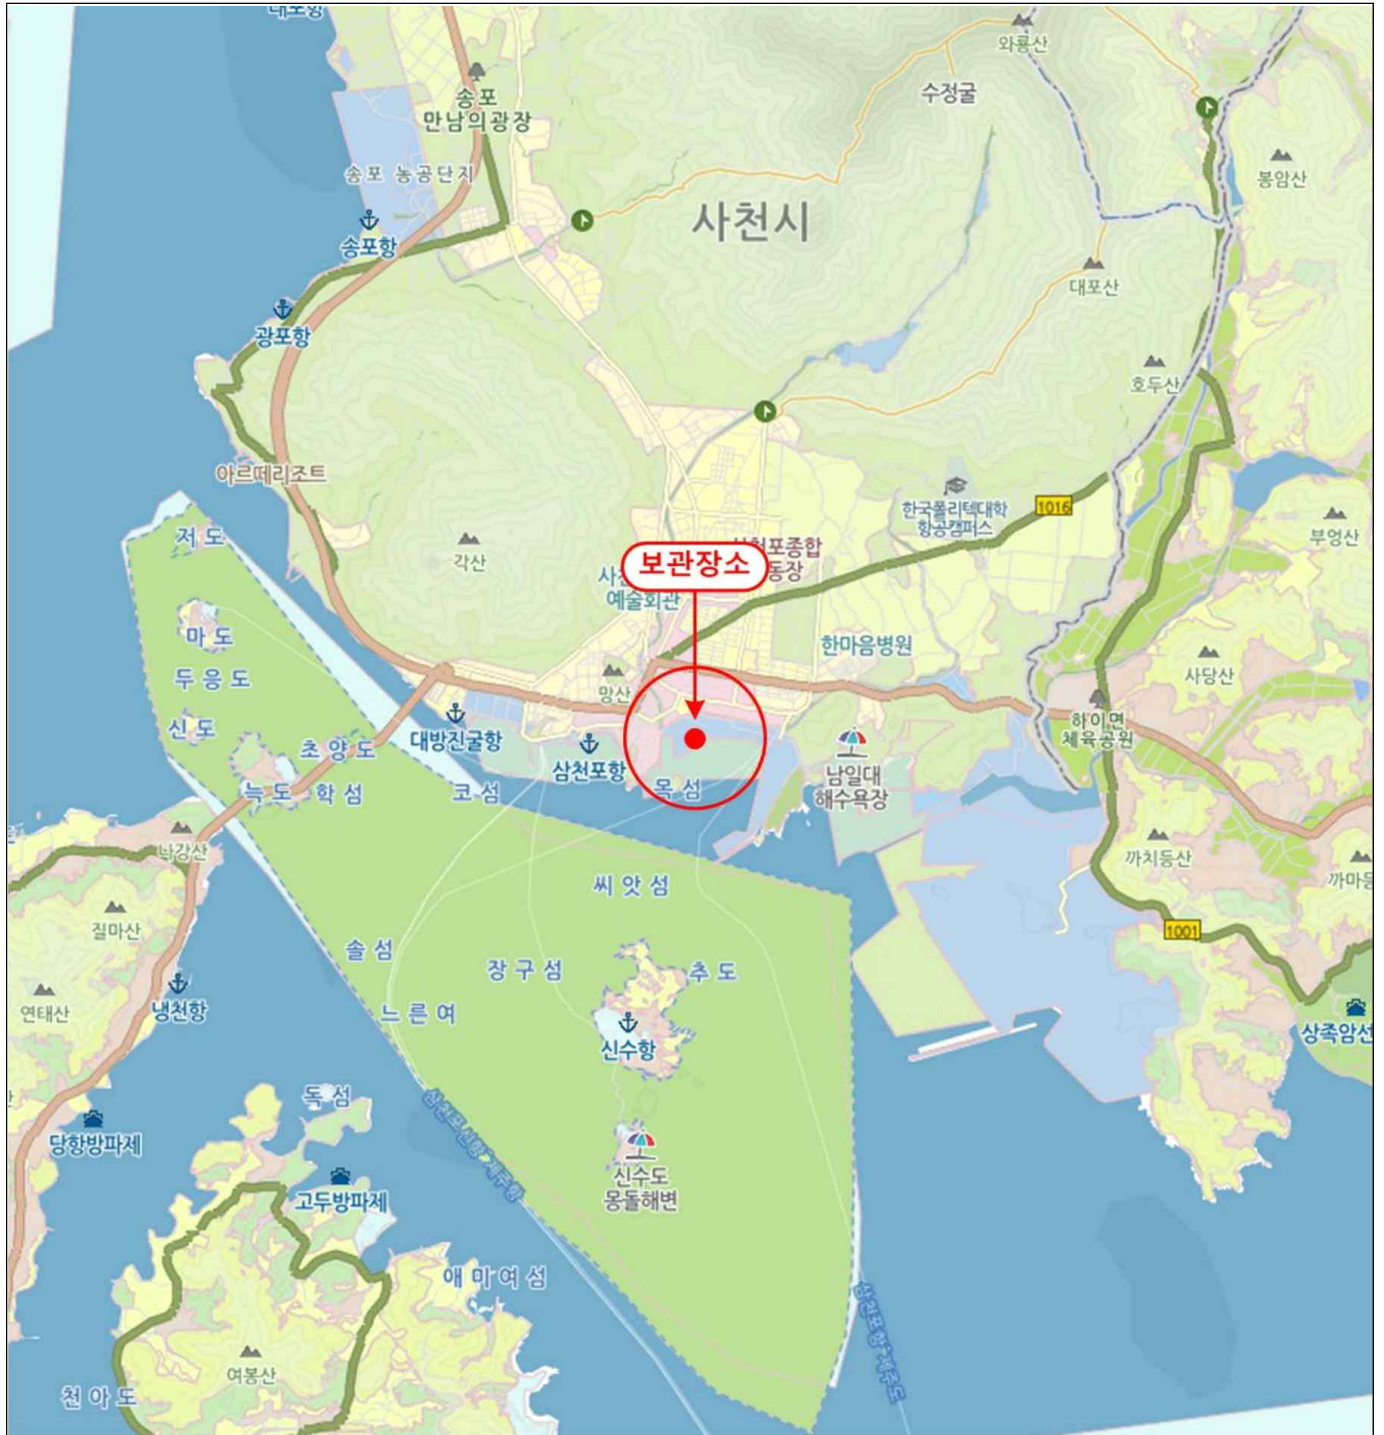 와룡산
수정굴
송포
만남의광장
봉암산
송포 농공단지
사천시
송포항
대포산
광포항
호두산
아르떼리조트
한국폴리텍대학
항공캠퍼스
1016
부엉산
저도
각산
보관장소
예술회관
마도
한마음병원
두응도
망산
사당산
신도
초양도
대방진굴항
삼천포항
하이면
체육공원
남일대
해수욕장
늑도
학섬
코섬
목섬
까치등산
씨앗섬
질마산
1001
솔섬
장구섬
추도
연태산
냉천항
느른여
신수항
상족암선
독섬
당항방파제
고두방파제
신수도
몽돌해변
애미여섬
여봉산
천아도